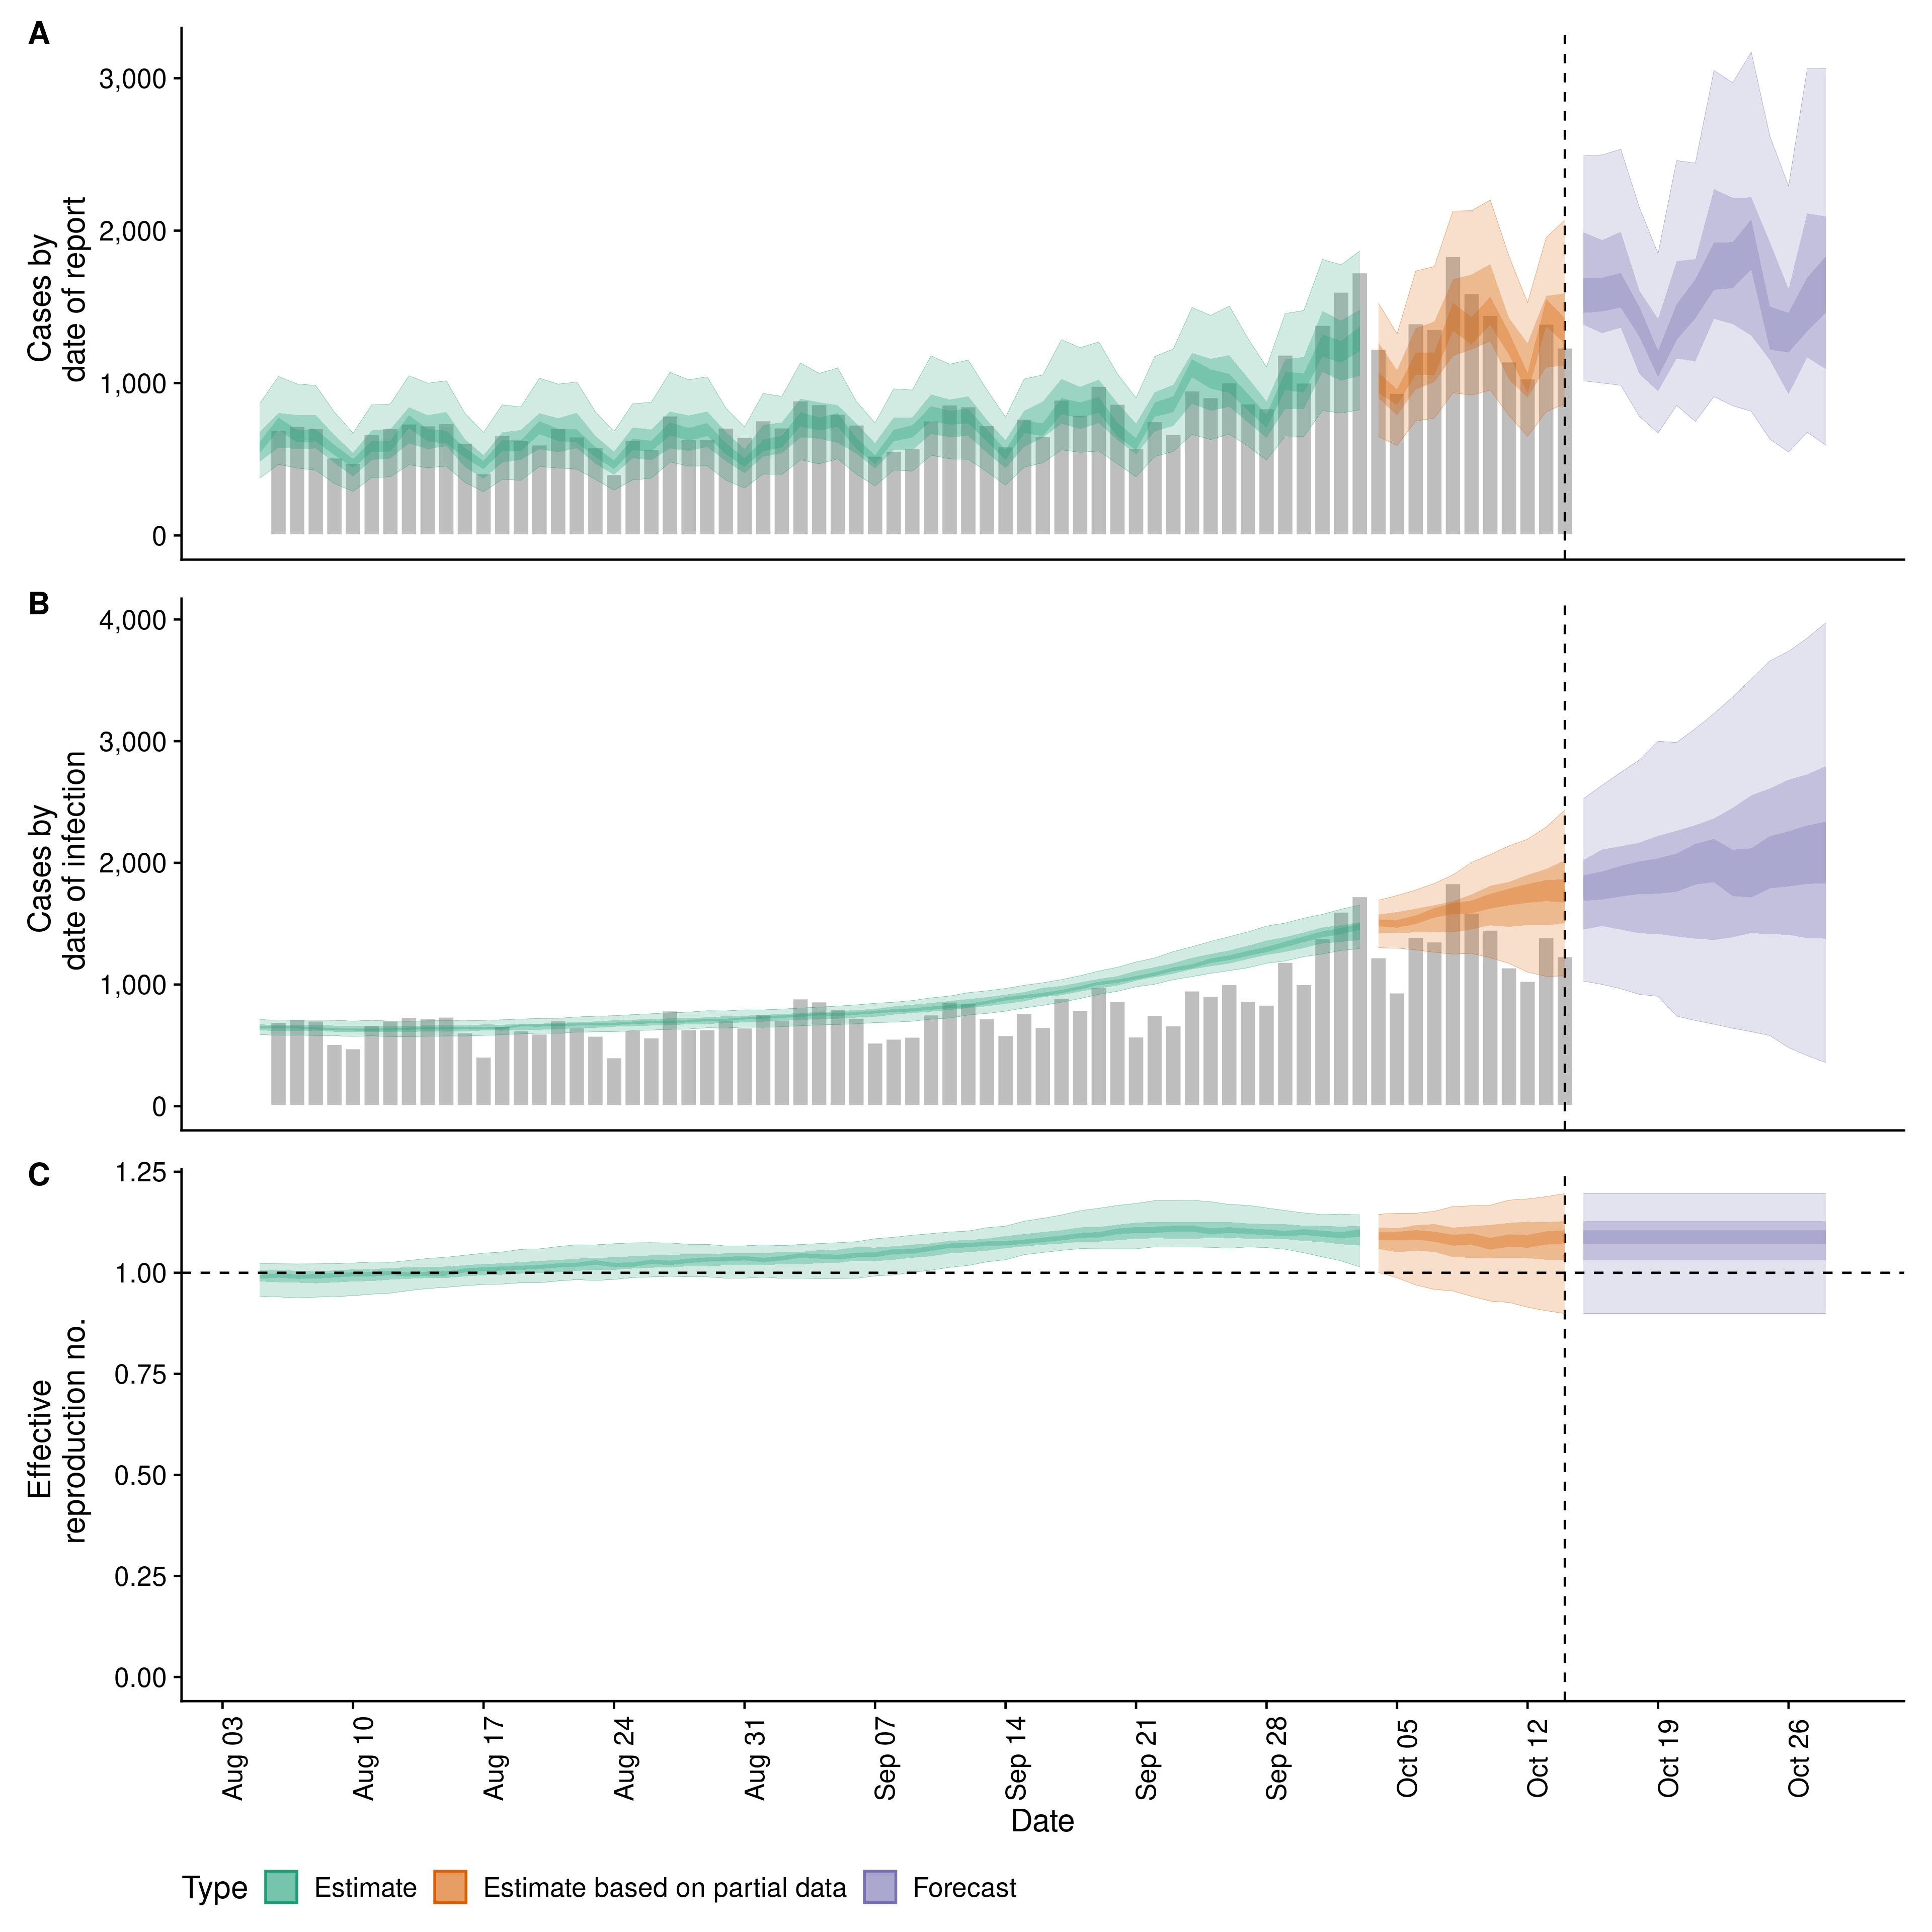 A
3,000
2,000
1,000
0
Cases by
date of report
B
4,000
3,000
2,000
1,000
0
Cases by
date of infection
C
1.25
1.00
0.75
0.50
0.25
0.00
Effective
reproduction no.
Aug 03
Aug 10
Aug 17
Aug 24
Aug 31
Sep 07
Sep 14
Sep 21
Sep 28
Oct 05
Oct 12
Oct 19
Oct 26
Date
Type Estimate Estimate based on partial data Forecast